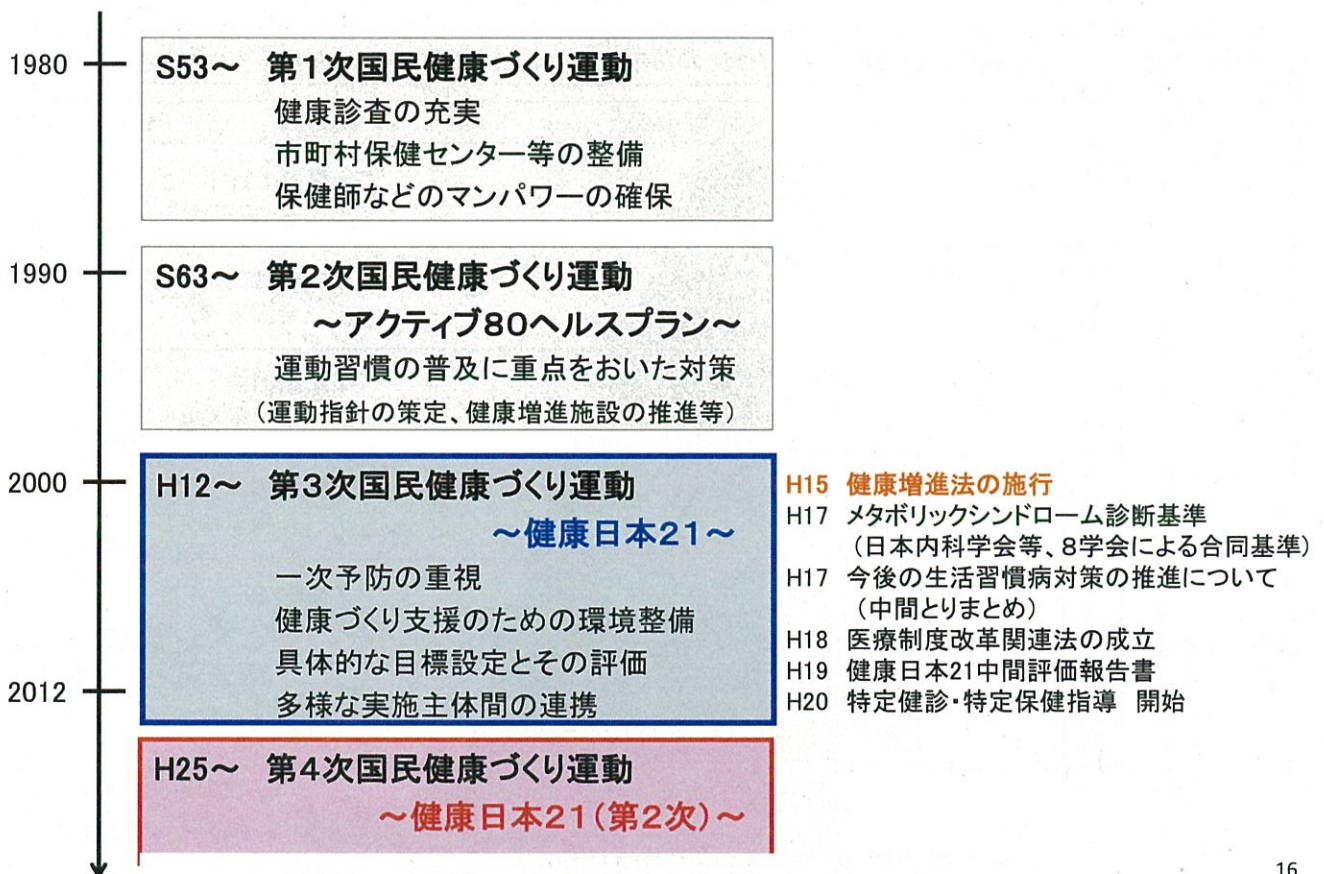 1980
S53～ 第1次国民健康づくり運動
健康診査の充実
市町村保健センター等の整備
保健師などのマンパワーの確保
1990
S63～ 第2次国民健康づくり運動
～アクティブ80ヘルスプラン～
運動習慣の普及に重点をおいた対策
(運動指針の策定、健康増進施設の推進等)
2000
H12～ 第3次国民健康づくり運動
～健康日本21～
一次予防の重視
健康づくり支援のための環境整備
具体的な目標設定とその評価
多様な実施主体間の連携
2012
H15 健康増進法の施行
H17 メタボリックシンドローム診断基準
(日本内科学会等、8学会による合同基準)
H17 今後の生活習慣病対策の推進について
(中間とりまとめ)
H18 医療制度改革関連法の成立
H19 健康日本21中間評価報告書
H20 特定健診・特定保健指導 開始
H25～ 第4次国民健康づくり運動
～健康日本21(第2次)～
16